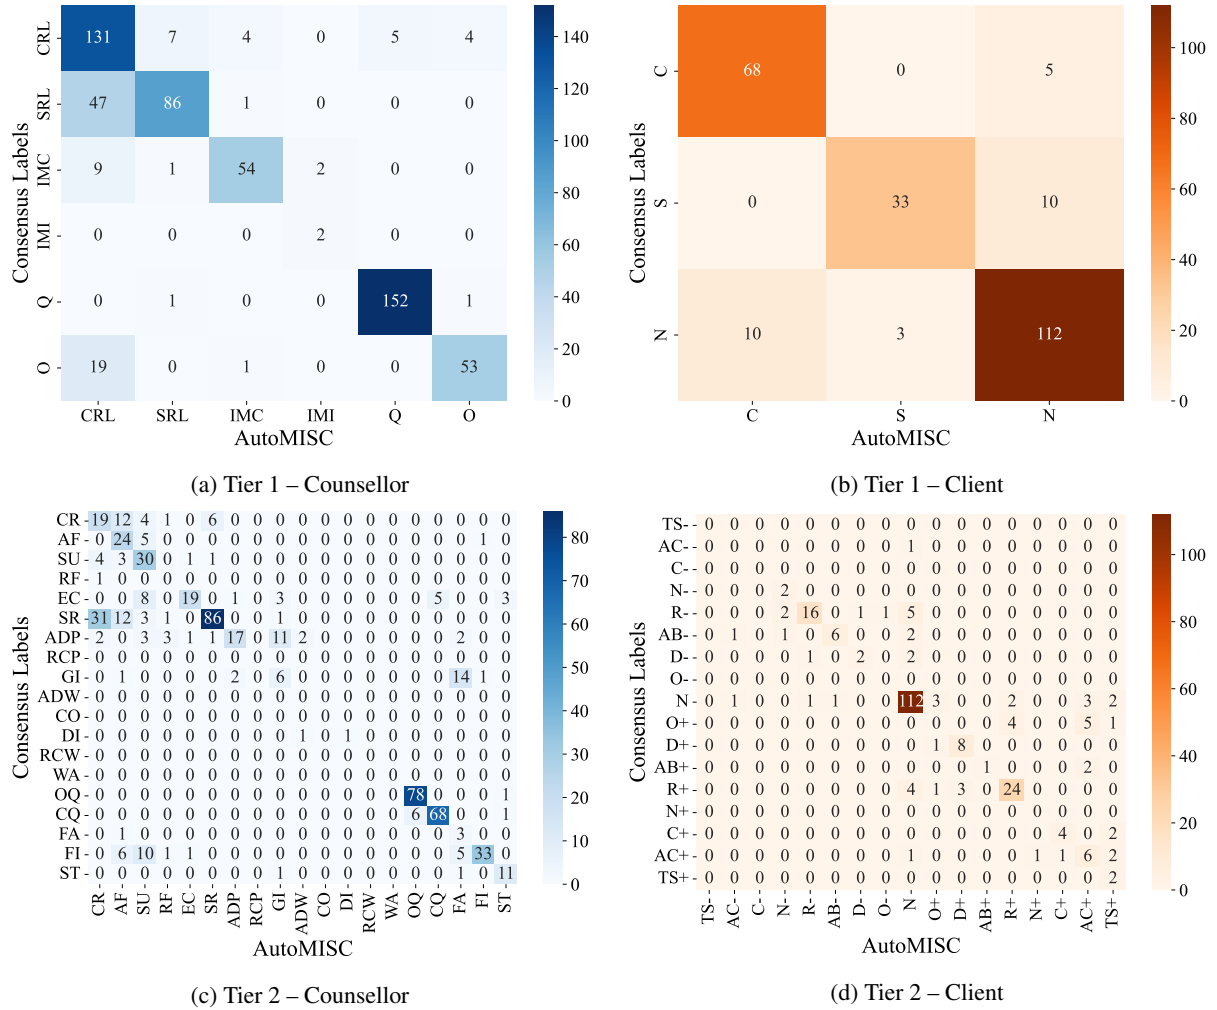 CRL 131 7 4 0 5 4
SRL 47 86 1 0 0 0
IMC 9 1 54 2 0 0
IMI 0 0 0 2 0 0
Q 0 1 0 0 152 1
O 19 0 1 0 0 53
Consensus Labels
CRL SRL IMC IMI Q O
AutoMISC
140
120
100
80
60
40
20
0
(a) Tier 1 – Counsellor
C 68 0 5
S 0 33 10
N 10 3 112
Consensus Labels
C S N
AutoMISC
100
80
60
40
20
0
(b) Tier 1 – Client
CR 19 12 4 1 0 6 0 0 0 0 0 0 0 0 0 0 0 0 0
AF 0 24 5 0 0 0 0 0 0 0 0 0 0 0 0 0 0 1 0
SU 4 3 30 0 1 1 0 0 0 0 0 0 0 0 0 0 0 0 0
RF 1 0 0 0 0 0 0 0 0 0 0 0 0 0 0 0 0 0 0
EC 0 0 8 0 19 0 1 0 3 0 0 0 0 0 0 5 0 0 3
SR 31 12 3 1 0 86 0 0 1 0 0 0 0 0 0 0 0 0 0
ADP 2 0 3 3 1 1 17 0 11 2 0 0 0 0 0 0 2 0 0
RCP 0 0 0 0 0 0 0 0 0 0 0 0 0 0 0 0 0 0 0
GI 0 1 0 0 0 0 2 0 6 0 0 0 0 0 0 0 14 1 0
ADW 0 0 0 0 0 0 0 0 0 0 0 0 0 0 0 0 0 0 0
CO 0 0 0 0 0 0 0 0 0 0 0 0 0 0 0 0 0 0 0
DI 0 0 0 0 0 0 0 0 0 1 0 1 0 0 0 0 0 0 0
RCW 0 0 0 0 0 0 0 0 0 0 0 0 0 0 0 0 0 0 0
WA 0 0 0 0 0 0 0 0 0 0 0 0 0 0 0 0 0 0 0
OQ 0 0 0 0 0 0 0 0 0 0 0 0 0 0 78 0 0 0 1
CQ 0 0 0 0 0 0 0 0 0 0 0 0 0 0 6 68 0 0 1
FA 0 1 0 0 0 0 0 0 0 0 0 0 0 0 0 0 3 0 0
FI 0 6 10 1 1 0 0 0 0 0 0 0 0 0 0 0 5 33 0
ST 0 0 0 0 0 0 0 0 1 0 0 0 0 0 0 0 1 0 11
Consensus Labels
CR AF SU RF EC SR ADP RCP GI ADW CO DI RCW WA OQ CQ FA FI ST
AutoMISC
80
70
60
50
40
30
20
10
0
(c) Tier 2 – Counsellor
TS- 0 0 0 0 0 0 0 0 0 0 0 0 0 0 0 0 0
AC- 0 0 0 0 0 0 0 0 1 0 0 0 0 0 0 0 0
C- 0 0 0 0 0 0 0 0 0 0 0 0 0 0 0 0 0
N- 0 0 0 2 0 0 0 0 0 0 0 0 0 0 0 0 0
R- 0 0 0 2 16 0 1 1 5 0 0 0 0 0 0 0 0
AB- 0 1 0 1 0 6 0 0 2 0 0 0 0 0 0 0 0
D- 0 0 0 0 1 0 2 0 2 0 0 0 0 0 0 0 0
O- 0 0 0 0 0 0 0 0 0 0 0 0 0 0 0 0 0
N 0 1 0 0 1 1 0 0 112 3 0 0 2 0 0 3 2
O+ 0 0 0 0 0 0 0 0 0 0 0 0 4 0 0 5 1
D+ 0 0 0 0 0 0 0 0 0 1 8 0 0 0 0 0 0
AB+ 0 0 0 0 0 0 0 0 0 0 0 1 0 0 0 2 0
R+ 0 0 0 0 0 0 0 0 4 1 3 0 24 0 0 0 0
N+ 0 0 0 0 0 0 0 0 0 0 0 0 0 0 0 0 0
C+ 0 0 0 0 0 0 0 0 0 0 0 0 0 0 4 0 2
AC+ 0 0 0 0 0 0 0 0 1 0 0 0 0 1 1 6 2
TS+ 0 0 0 0 0 0 0 0 0 0 0 0 0 0 0 0 2
Consensus Labels
TS- AC- C- N- R- AB- D- O- N O+ D+ AB+ R+ N+ C+ AC+ TS+
AutoMISC
100
80
60
40
20
0
(d) Tier 2 – Client